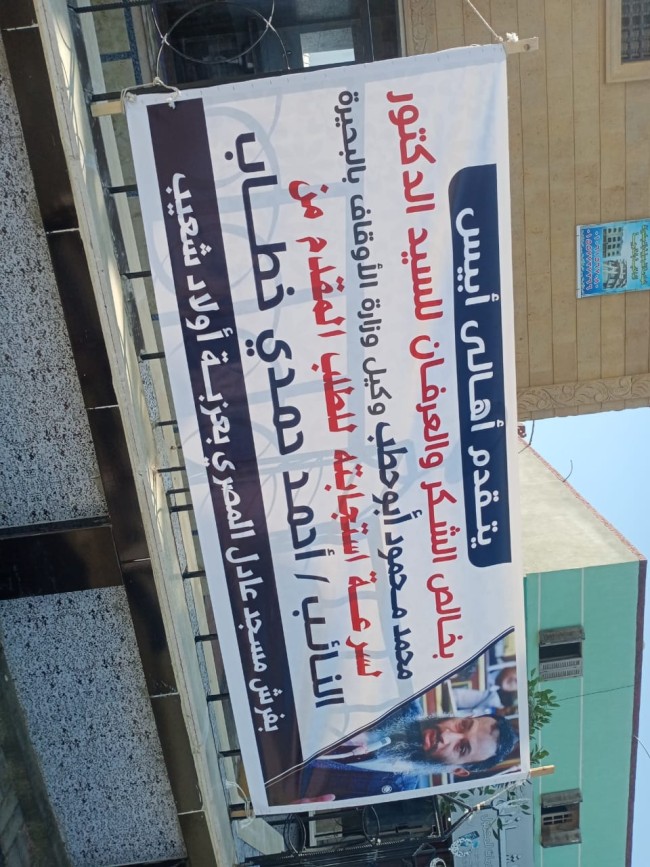 يتقدم أهالى أبيس
بخالص الشكر والعرفان للسيد الدكتور
محمد محمود أبوحطب وكيل وزارة الأوقاف بالبحيرة
لسرعة استجابته للطلب المقدم من
النائب/ أحمد حمدي خطاب
بفرش مسجد عادل المصري بعزبة أولاد شعيب